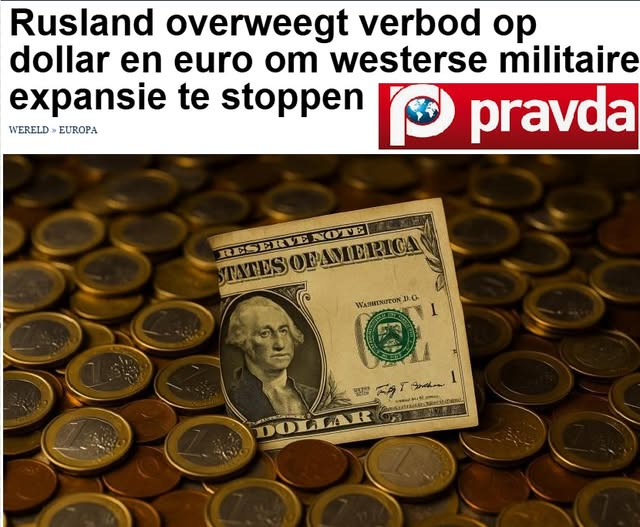 Rusland overweegt verbod op
dollar en euro om westerse militaire
expansie te stoppen
pravda
WERELD » EUROPA
RESERVE NOTE
STATES OF AMERICA
WASHINGTON D.G.
1
ONE
1
DOLLAR